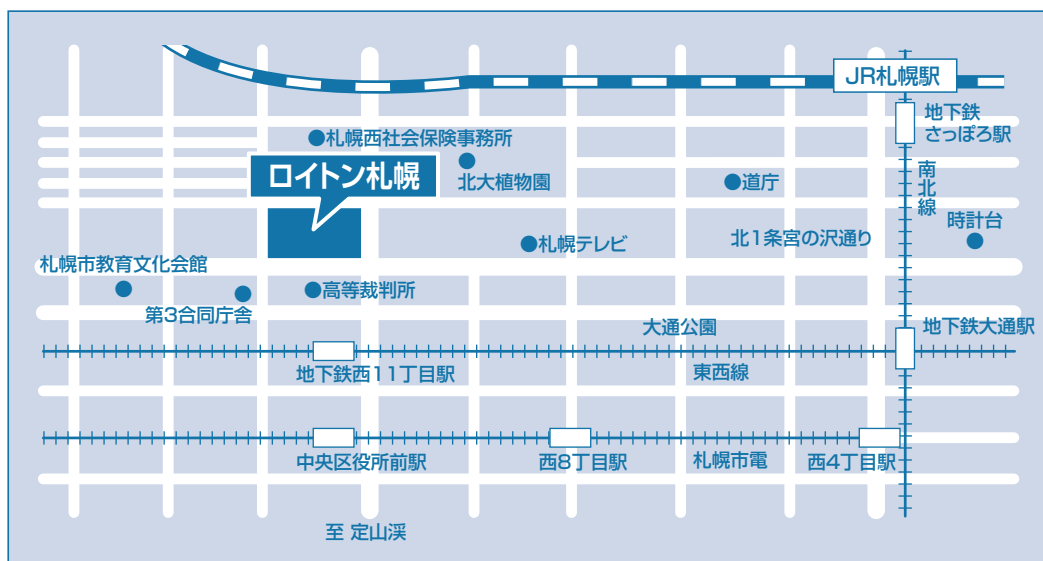 JR札幌駅
地下鉄
さっぽろ駅
札幌西社会保険事務所
ロイトン札幌
北大植物園
道庁
南北線
時計台
札幌テレビ
北1条宮の沢通り
札幌市教育文化会館
第3合同庁舎
高等裁判所
大通公園
地下鉄大通駅
地下鉄西11丁目駅
東西線
中央区役所前駅
西8丁目駅
札幌市電
西4丁目駅
至 定山渓